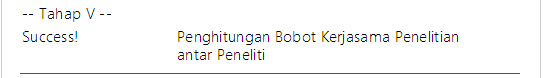 -- Tahap V --
Success! Penghitungan Bobot Kerjasama Penelitian
antar Peneliti